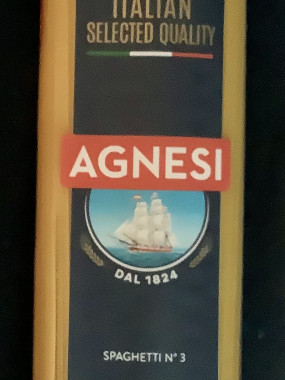 ITALIAN
SELECTED QUALITY
AGNESI
DAL 1824
SPAGHETTI N° 3